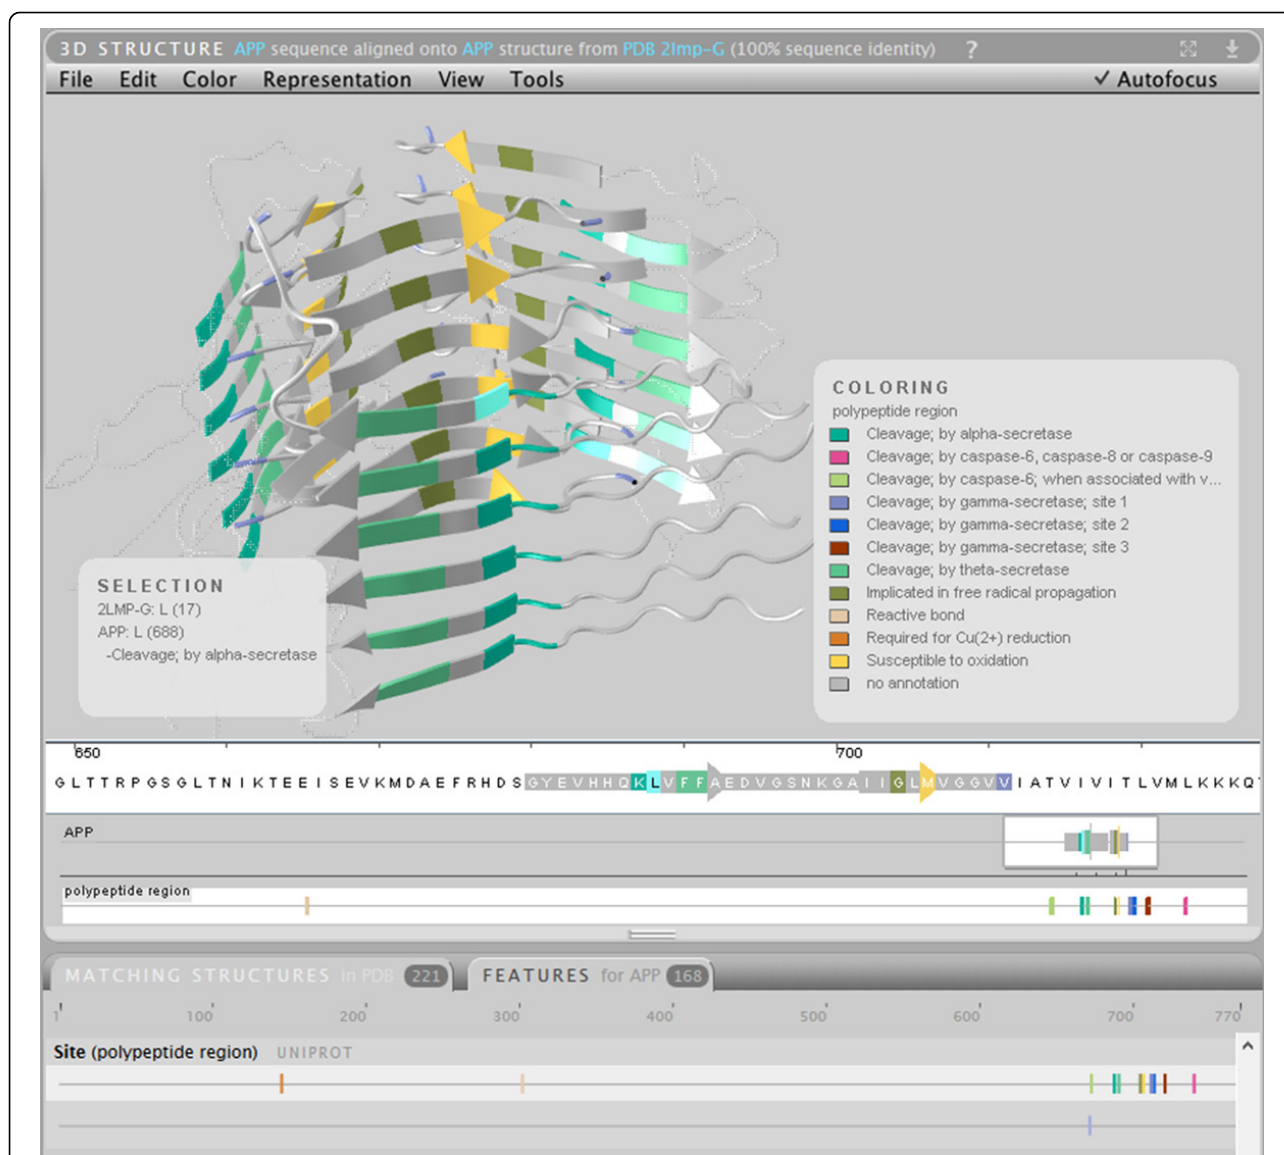 3D STRUCTURE APP sequence aligned onto APP structure from PDB 2lmp-G (100% sequence identity) ?
File Edit Color Representation View Tools ✓ Autofocus
COLORING
polypeptide region
Cleavage; by alpha-secretase
Cleavage; by caspase-6, caspase-8 or caspase-9
Cleavage; by caspase-6; when associated with v...
Cleavage; by gamma-secretase; site 1
Cleavage; by gamma-secretase; site 2
Cleavage; by gamma-secretase; site 3
Cleavage; by theta-secretase
Implicated in free radical propagation
Reactive bond
Required for Cu(2+) reduction
Susceptible to oxidation
no annotation
SELECTION
2LMP-G: L (17)
APP: L (688)
-Cleavage; by alpha-secretase
650 700
GLTTRPGSGLTNIKTEEISEVKMDAEFRHDSGYEVHHQKLVFFAEDVGSNKGAIIGLMVGGVVIATVIVITLVMLKKKQ
APP
polypeptide region
MATCHING STRUCTURES in PDB 221 FEATURES for APP 168
1 100 200 300 400 500 600 700 770
Site (polypeptide region) UNIPROT